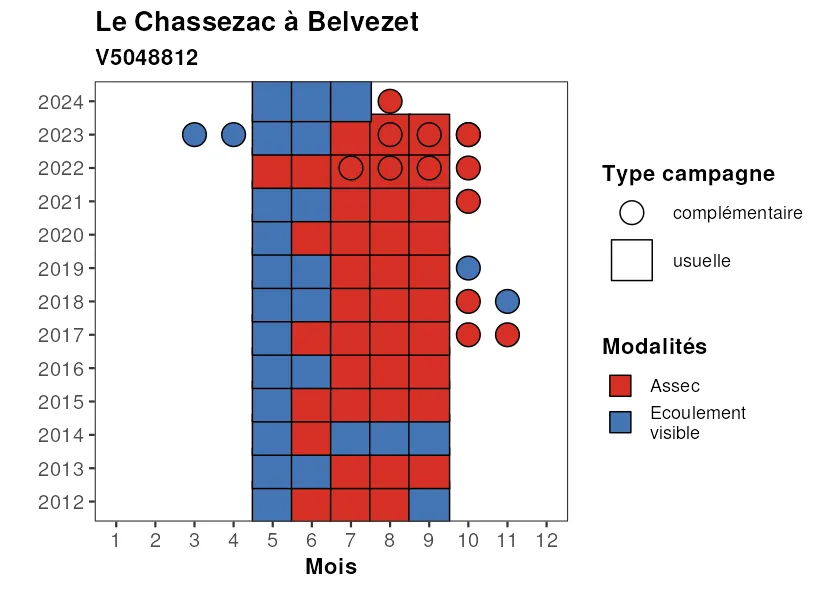 Le Chassezac à Belvezet
V5048812
2024
2023
2022
2021
2020
2019
2018
2017
2016
2015
2014
2013
2012
1 2 3 4 5 6 7 8 9 10 11 12
Mois
Type campagne
complémentaire
usuelle
Modalités
Assec
Ecoulement
visible